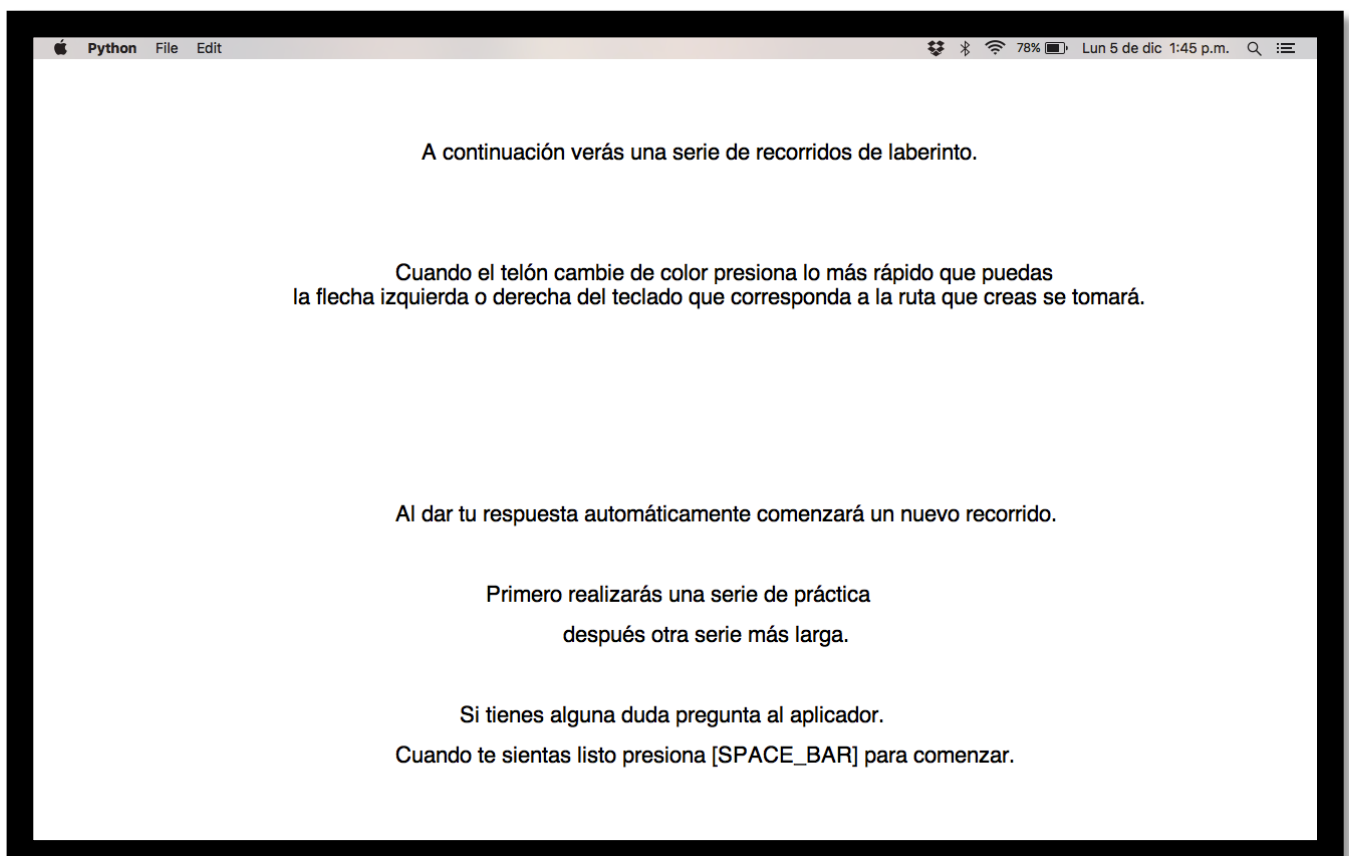 Python File Edit 78% Lun 5 de dic 1:45 p.m.
A continuación verás una serie de recorridos de laberinto.
Cuando el telón cambie de color presiona lo más rápido que puedas
la flecha izquierda o derecha del teclado que corresponda a la ruta que creas se tomará.
Al dar tu respuesta automáticamente comenzará un nuevo recorrido.
Primero realizarás una serie de práctica
después otra serie más larga.
Si tienes alguna duda pregunta al aplicador.
Cuando te sientas listo presiona [SPACE_BAR] para comenzar.